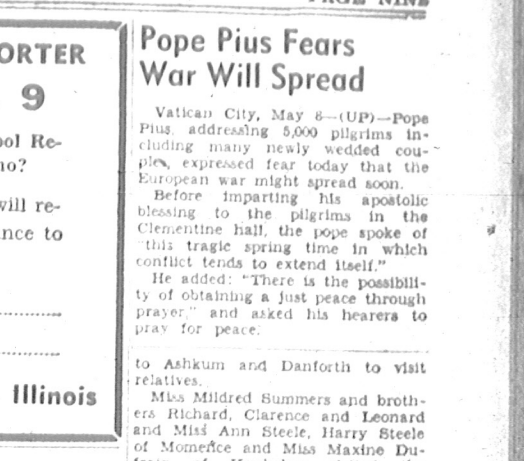 PAGE NINE
ORTER
9
ool Re-
no?
will re-
nce to
Illinois
Pope Pius Fears
War Will Spread
Vatican City, May 8—(UP)—Pope
Pius, addressing 5,000 pilgrims in-
cluding many newly wedded cou-
ples, expressed fear today that the
European war might spread soon.
Before imparting his apostolic
blessing to the pilgrims in the
Clementine hall, the pope spoke of
"this tragic spring time in which
conflict tends to extend itself."
He added: "There is the possibili-
ty of obtaining a just peace through
prayer," and asked his hearers to
pray for peace.
to Ashkum and Danforth to visit
relatives.
Miss Mildred Summers and broth-
ers Richard, Clarence and Leonard
and Miss Ann Steele, Harry Steele
of Momence and Miss Maxine Du-